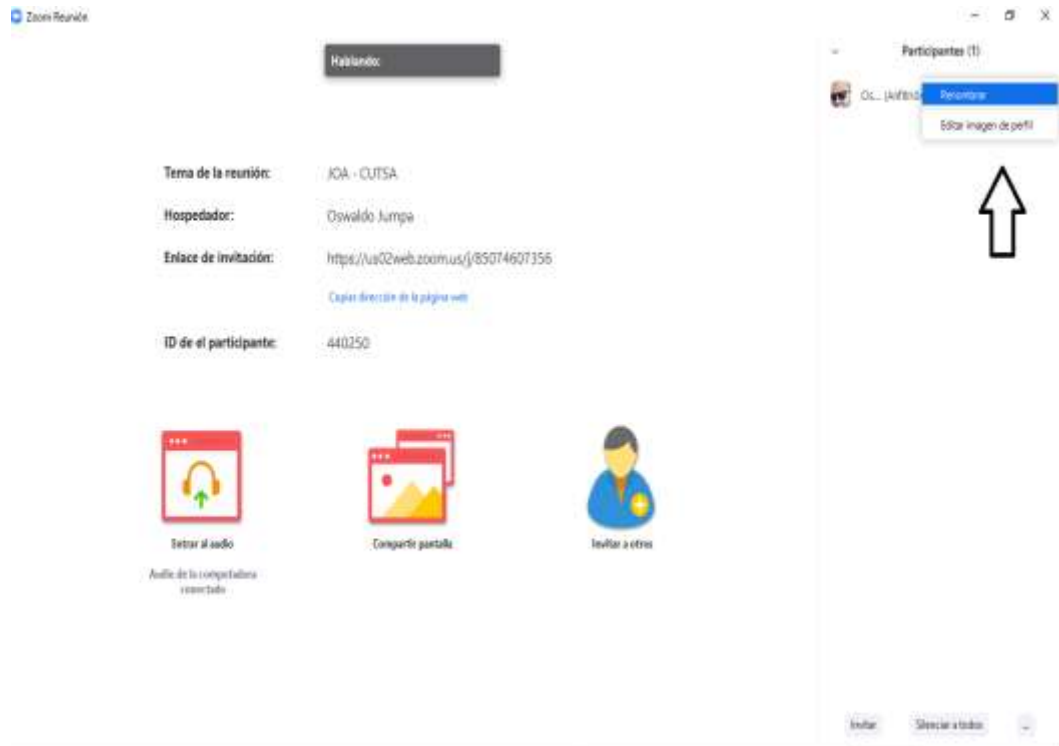 Zoom Reunión
Hablando:
Participantes (1)
Os... (Anfitrió
Renombrar
Editar imagen de perfil
Tema de la reunión: JOA - CUTSA
Hospedador: Oswaldo Jumpa
Enlace de invitación: https://us02web.zoom.us/j/85074607356
Copiar dirección de la página web
ID de el participante: 440250
Entrar al audio
Compartir pantalla
Invitar a otros
Audio de la computadora
conectado
Invitar
Silenciar a todos
...